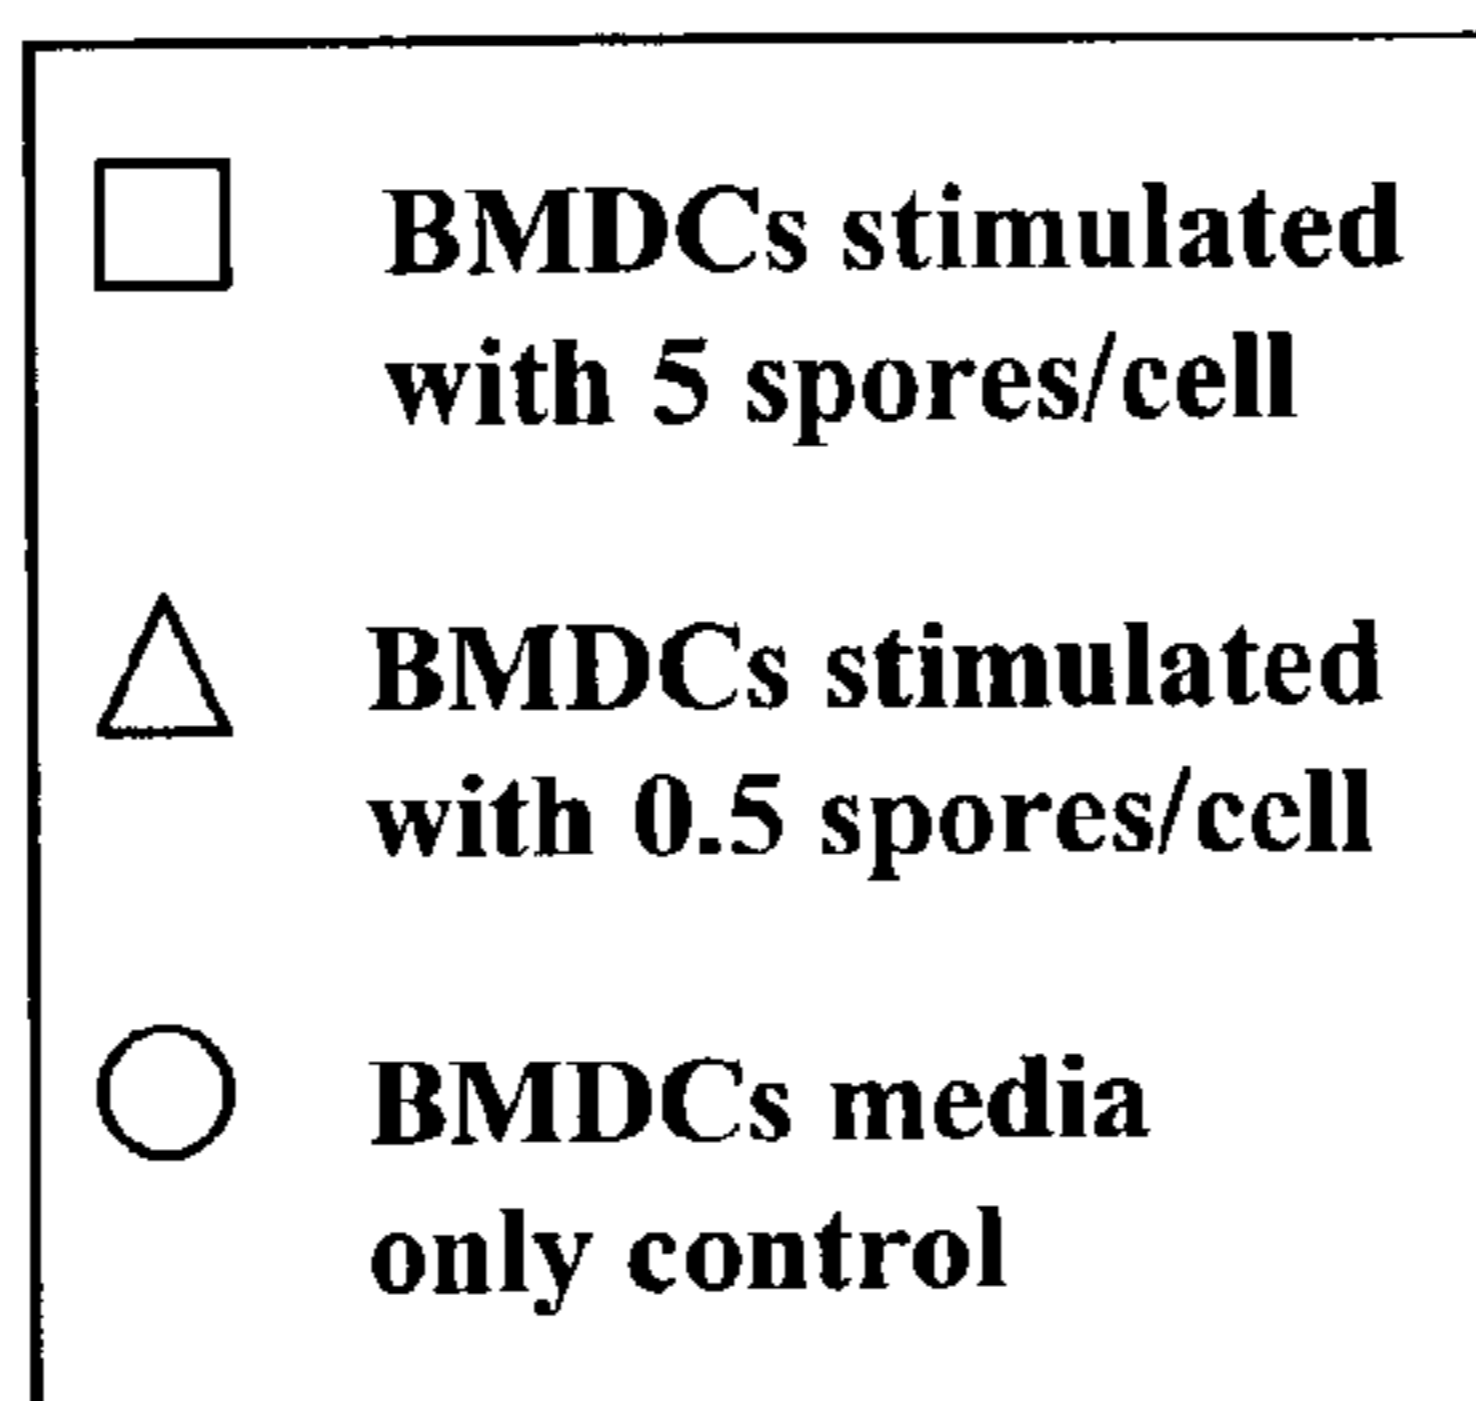 BMDCs stimulated
with 5 spores/cell
BMDCs stimulated
with 0.5 spores/cell
BMDCs media
only control